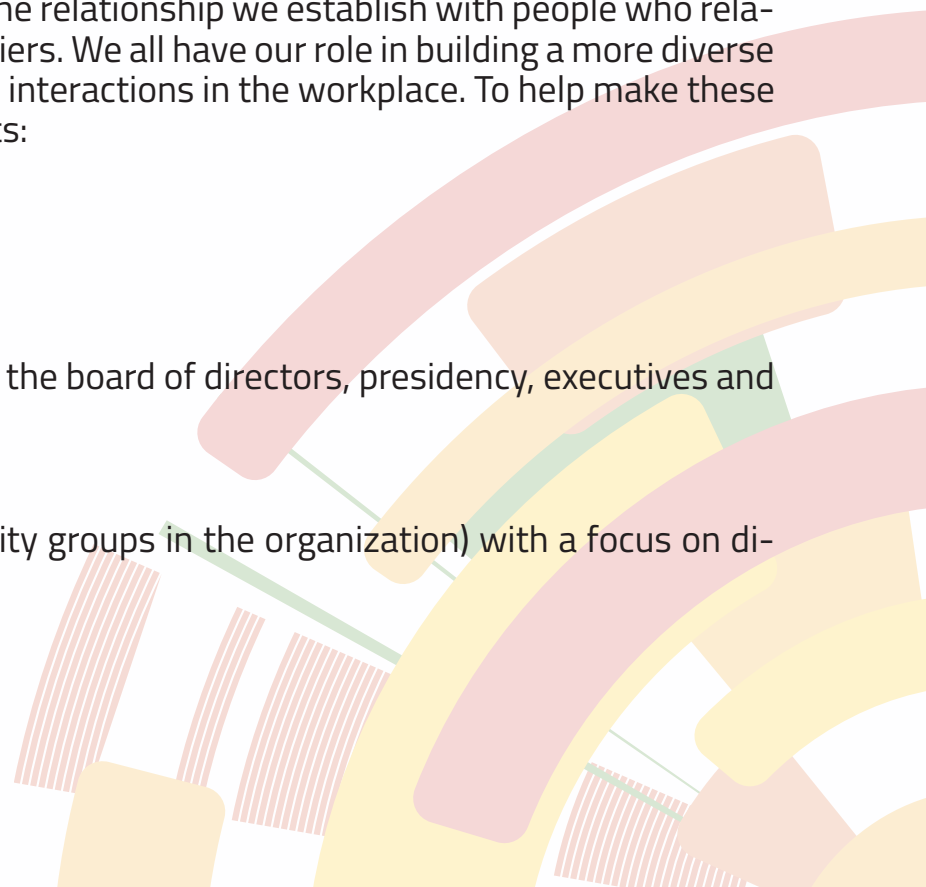 he relationship we establish with people who rela-
iers. We all have our role in building a more diverse
interactions in the workplace. To help make these
ts:
the board of directors, presidency, executives and
ity groups in the organization) with a focus on di-